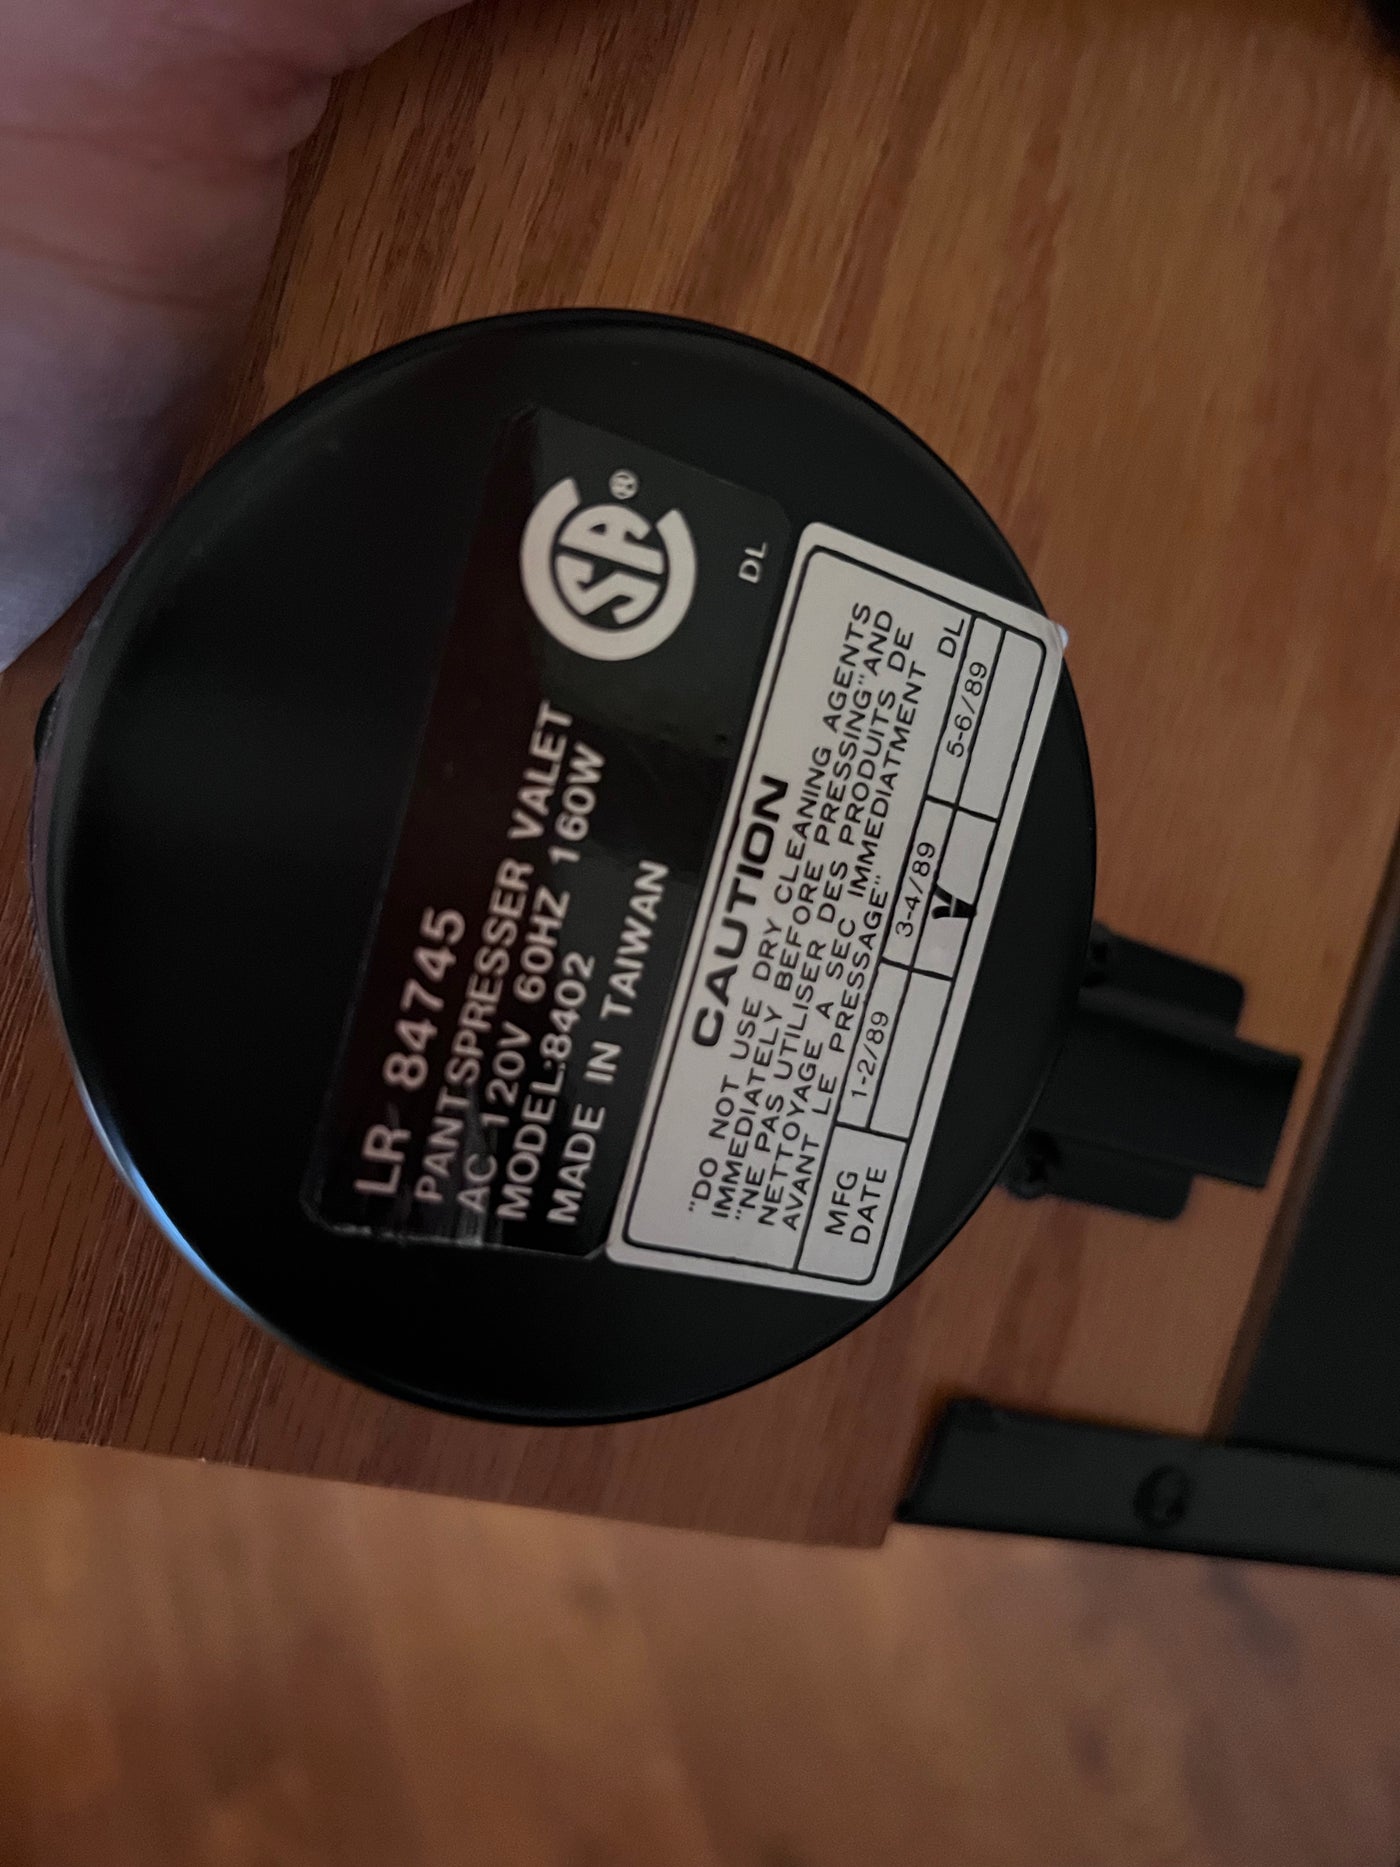 LR 84745
PANTSPRESSER VALET
AC 120V 60HZ 160W
MODEL:8402
MADE IN TAIWAN
SA®
DL
CAUTION
"DO NOT USE DRY CLEANING AGENTS
IMMEDIATELY BEFORE PRESSING"AND
"NE PAS UTILISER DES PRODUITS DE
NETTOYAGE A SEC IMMEDIATMENT
AVANT LE PRESSAGE" DL
MFG DATE
1-2/89 3-4/89 5-6/89